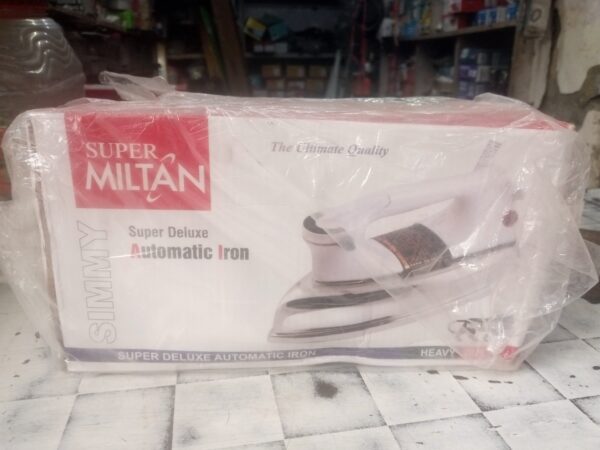 SUPER
MILTAN
The Ultimate Quality
Super Deluxe
Automatic Iron
SIMMY
SUPER DELUXE AUTOMATIC IRON
HEAVY